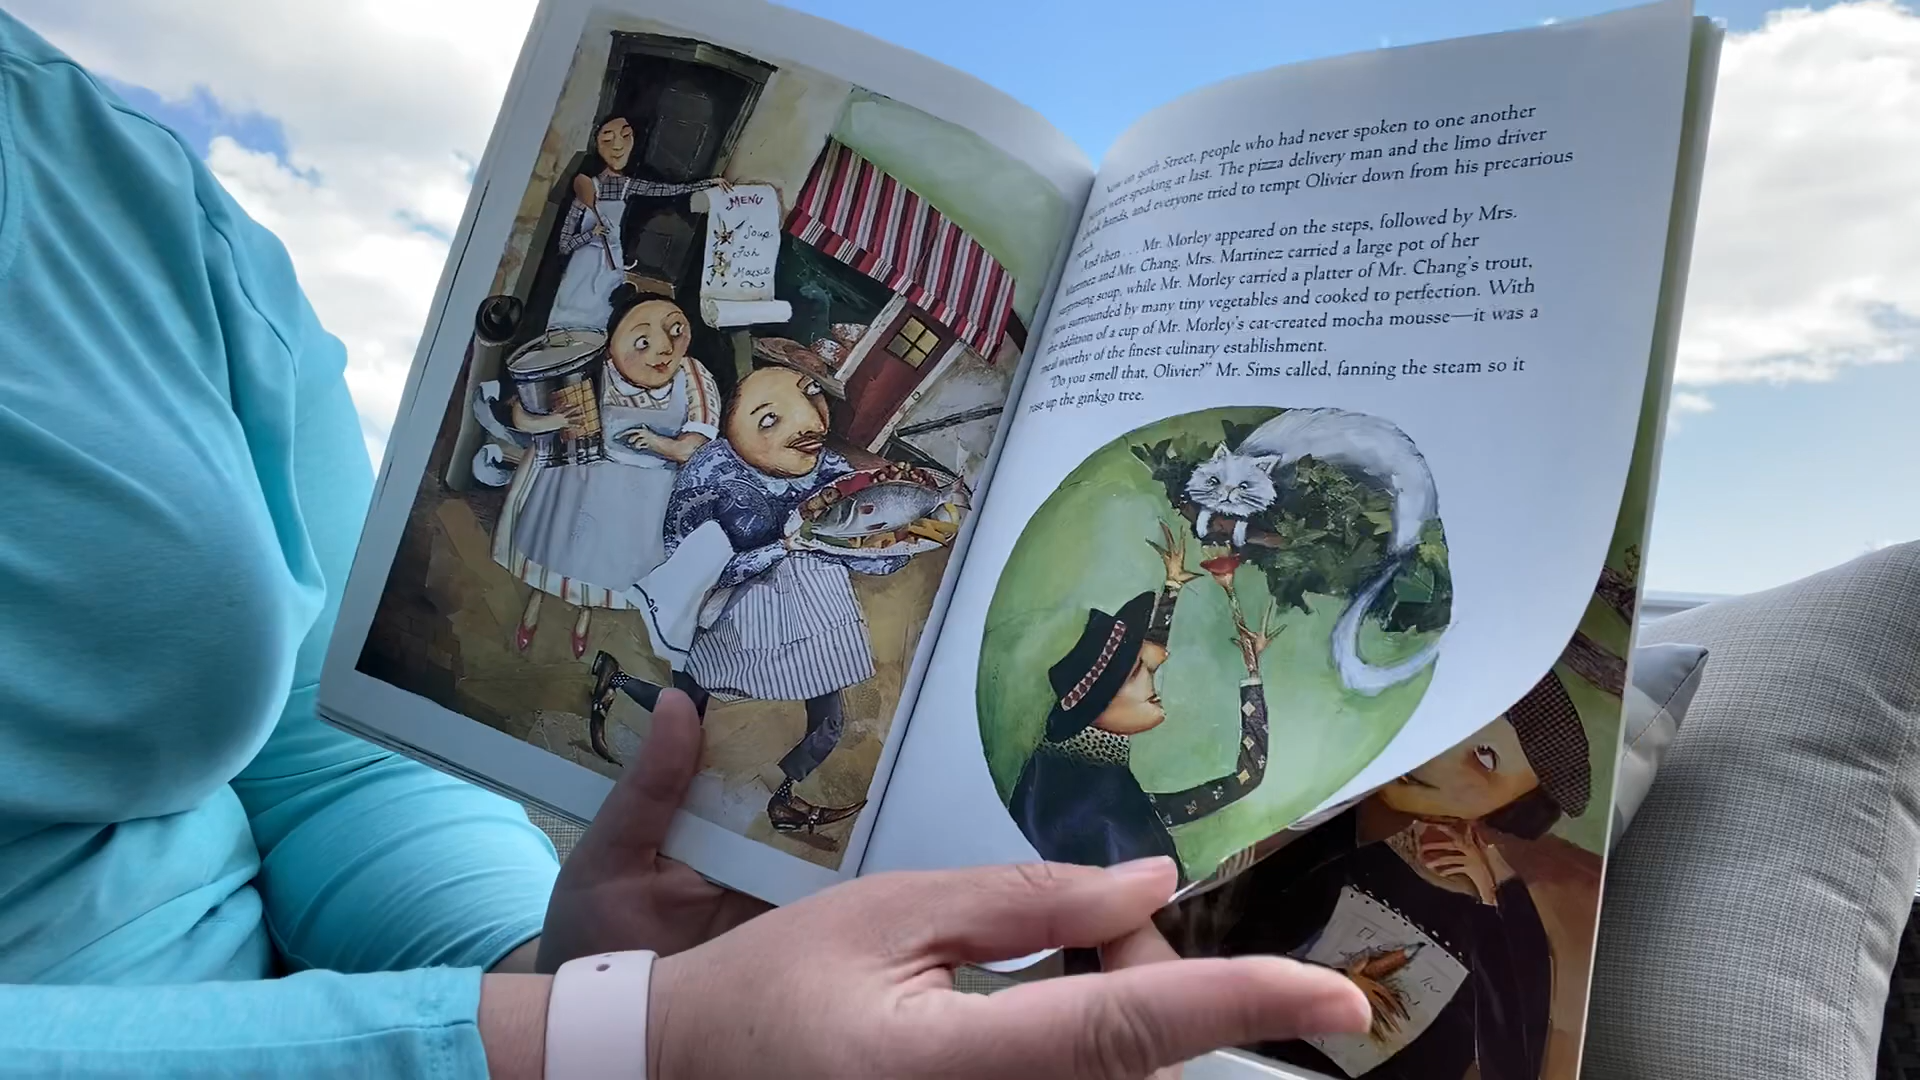 MENU
Soup
Fish
Mousse
Now on 90th Street, people who had never spoken to one another
were speaking at last. The pizza delivery man and the limo driver
shook hands, and everyone tried to tempt Olivier down from his precarious
perch.
And then . . . Mr. Morley appeared on the steps, followed by Mrs.
Martinez and Mr. Chang. Mrs. Martinez carried a large pot of her
surprising soup, while Mr. Morley carried a platter of Mr. Chang's trout,
now surrounded by many tiny vegetables and cooked to perfection. With
the addition of a cup of Mr. Morley's cat-created mocha mousse—it was a
meal worthy of the finest culinary establishment.
"Do you smell that, Olivier?" Mr. Sims called, fanning the steam so it
rose up the ginkgo tree.